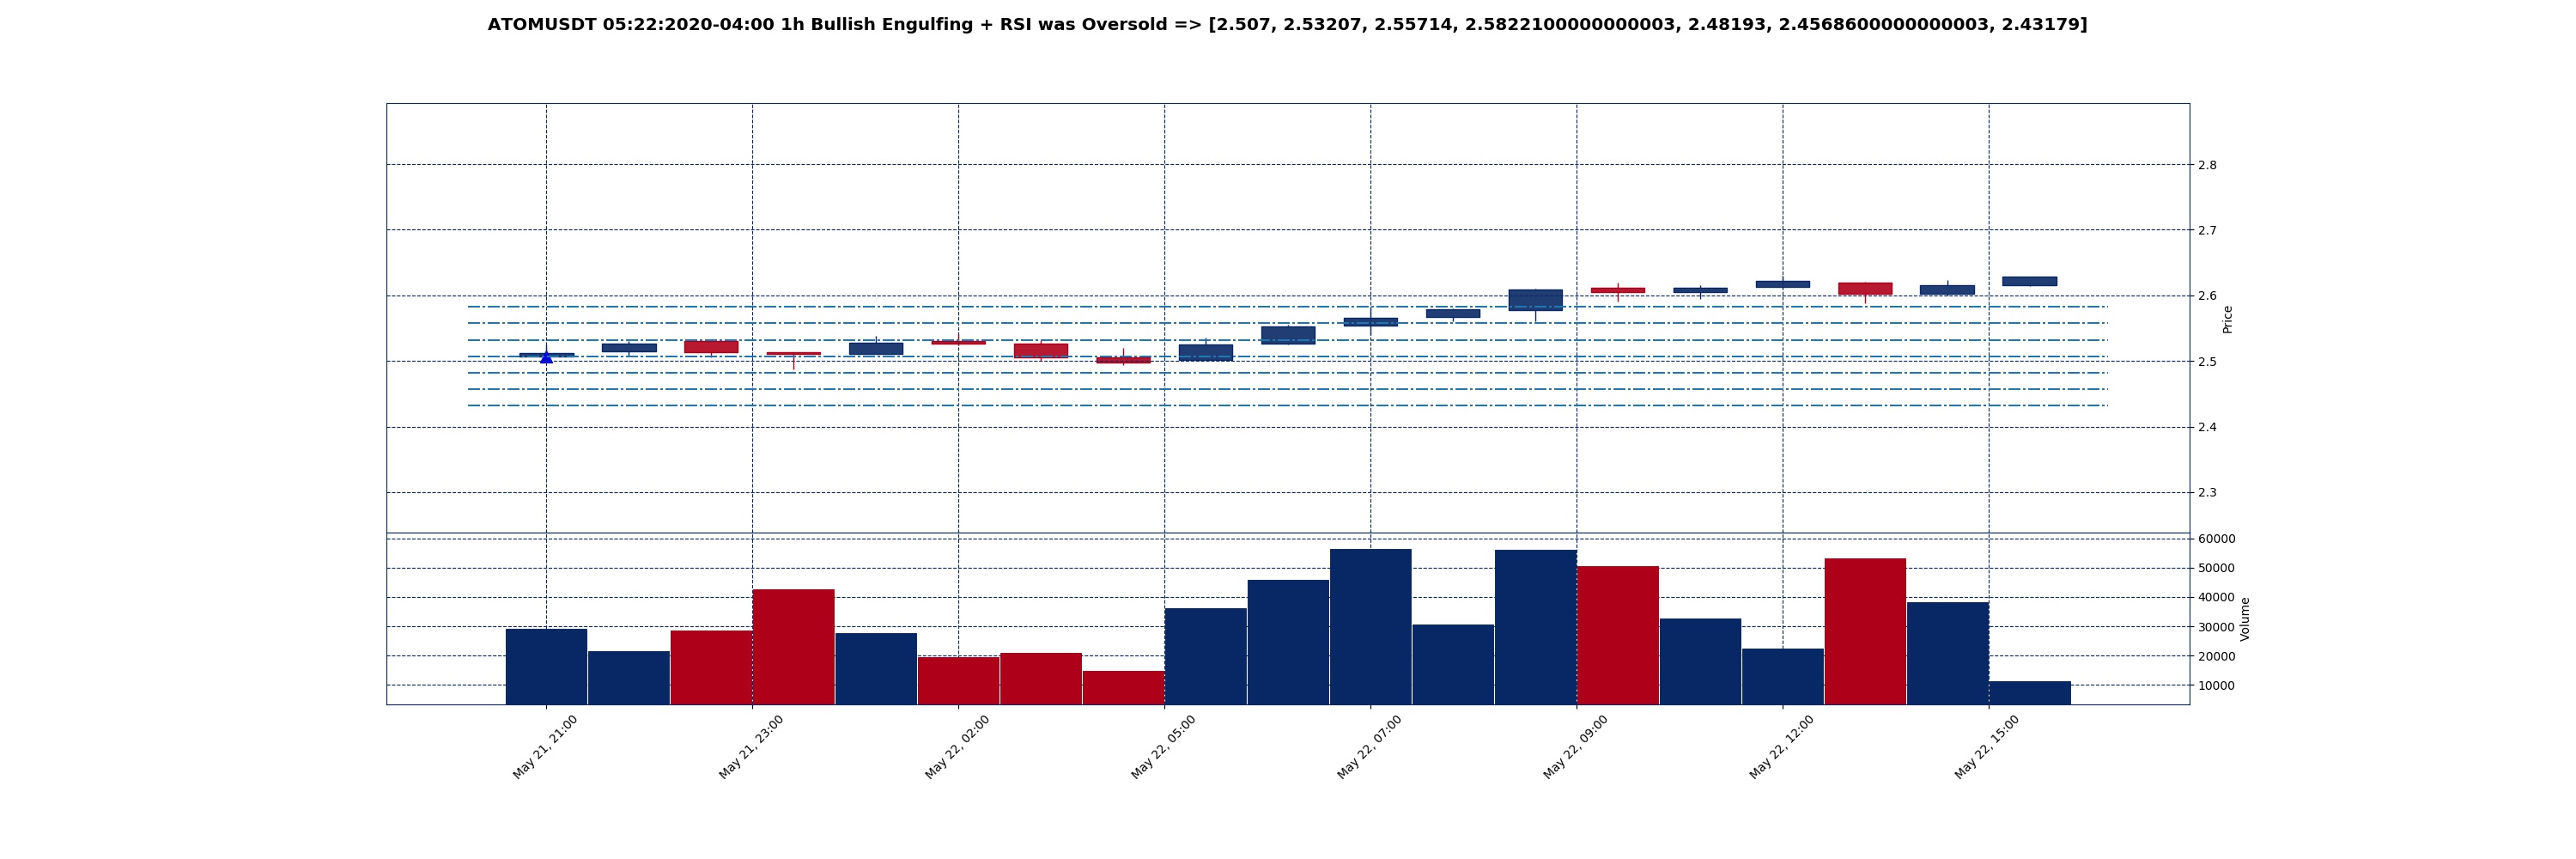 ATOMUSDT 05:22:2020-04:00 1h Bullish Engulfing + RSI was Oversold => [2.507, 2.53207, 2.55714, 2.5822100000000003, 2.48193, 2.4568600000000003, 2.43179]
2.8
2.7
2.6
2.5
2.4
2.3
Price
60000
50000
40000
30000
20000
10000
Volume
May 21, 21:00
May 21, 23:00
May 22, 02:00
May 22, 05:00
May 22, 07:00
May 22, 09:00
May 22, 12:00
May 22, 15:00